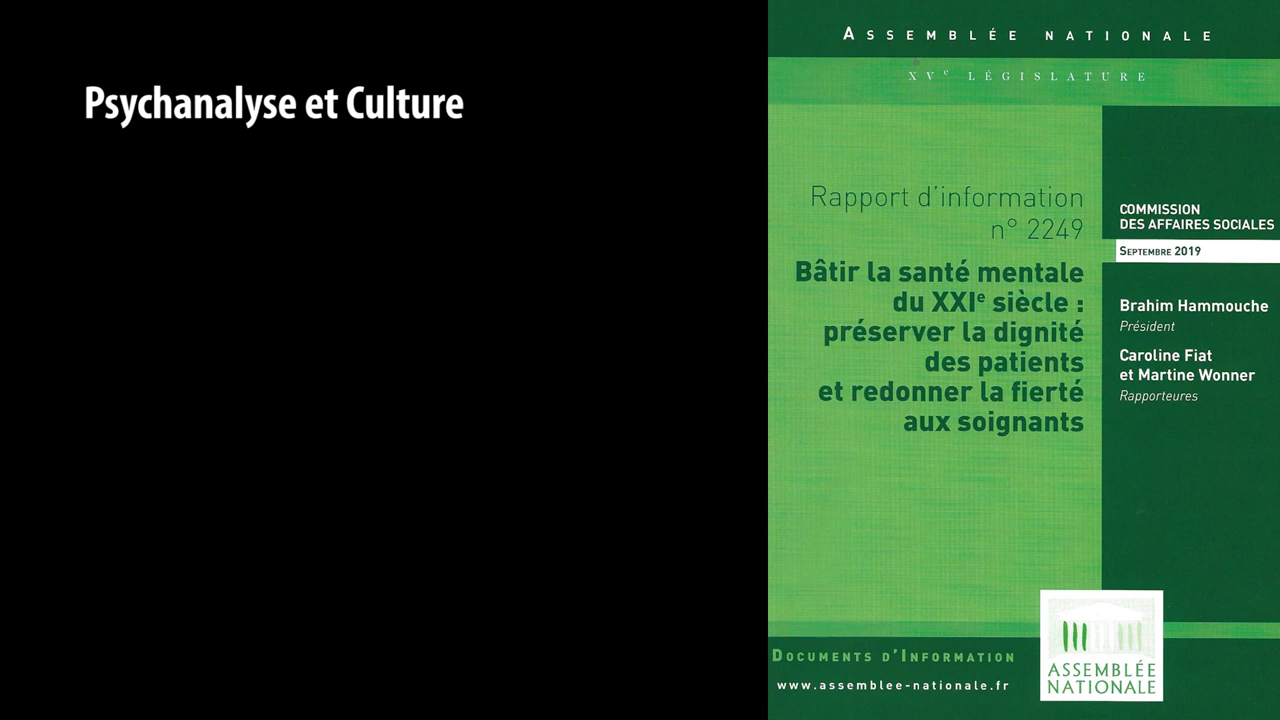 Psychanalyse et Culture
ASSEMBLÉE NATIONALE
XVe LÉGISLATURE
Rapport d'information
n° 2249
Bâtir la santé mentale
du XXIe siècle :
préserver la dignité
des patients
et redonner la fierté
aux soignants
COMMISSION
DES AFFAIRES SOCIALES
SEPTEMBRE 2019
Brahim Hammouche
Président
Caroline Fiat
et Martine Wonner
Rapporteures
DOCUMENTS D'INFORMATION
www.assemblee-nationale.fr
ASSEMBLÉE
NATIONALE